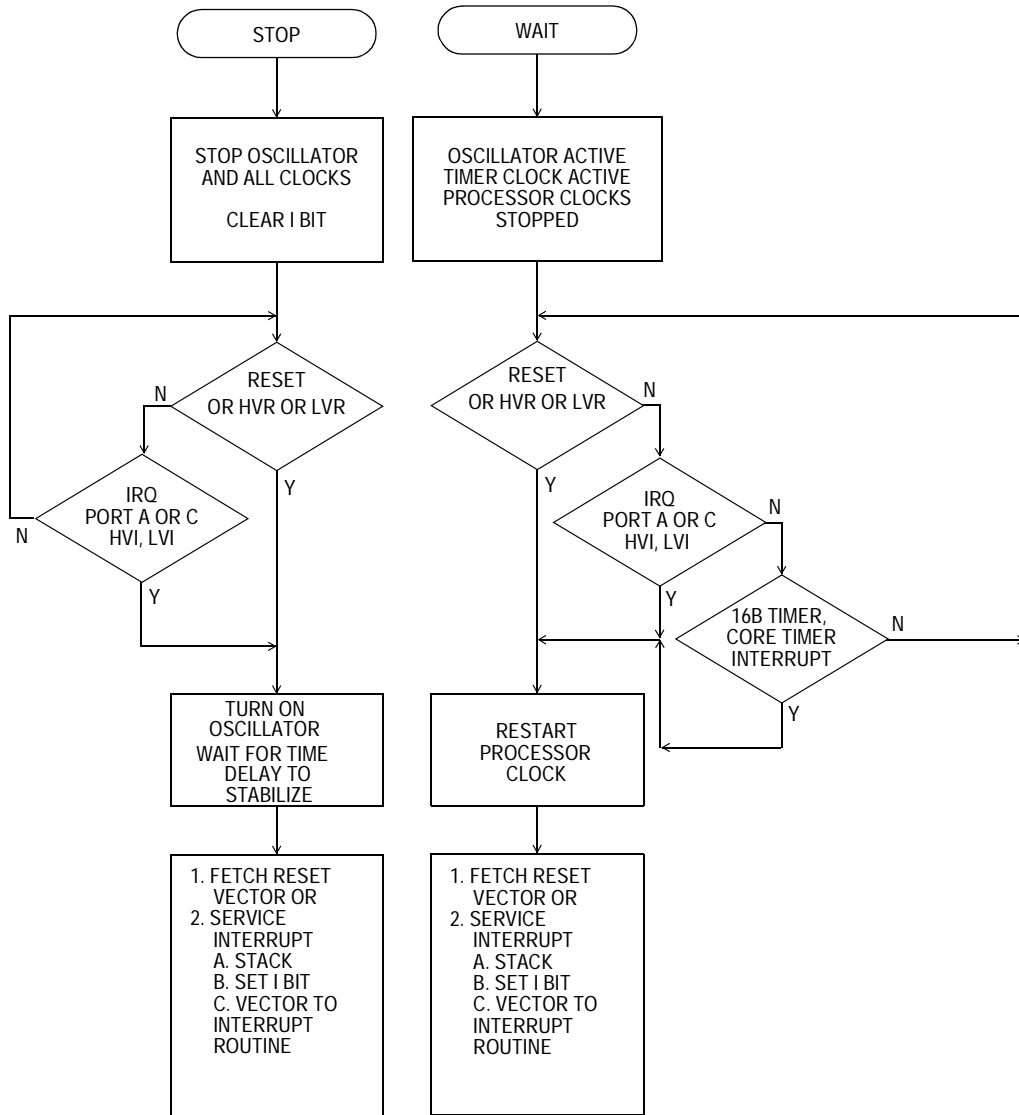 STOP
STOP OSCILLATOR
AND ALL CLOCKS
CLEAR I BIT
RESET
OR HVR OR LVR
N
Y
IRQ
PORT A OR C
HVI, LVI
N
Y
TURN ON
OSCILLATOR
WAIT FOR TIME
DELAY TO
STABILIZE
1. FETCH RESET
VECTOR OR
2. SERVICE
INTERRUPT
A. STACK
B. SET I BIT
C. VECTOR TO
INTERRUPT
ROUTINE
WAIT
OSCILLATOR ACTIVE
TIMER CLOCK ACTIVE
PROCESSOR CLOCKS
STOPPED
RESET
OR HVR OR LVR
N
Y
IRQ
PORT A OR C
HVI, LVI
N
Y
16B TIMER,
CORE TIMER
INTERRUPT
N
Y
RESTART
PROCESSOR
CLOCK
1. FETCH RESET
VECTOR OR
2. SERVICE
INTERRUPT
A. STACK
B. SET I BIT
C. VECTOR TO
INTERRUPT
ROUTINE